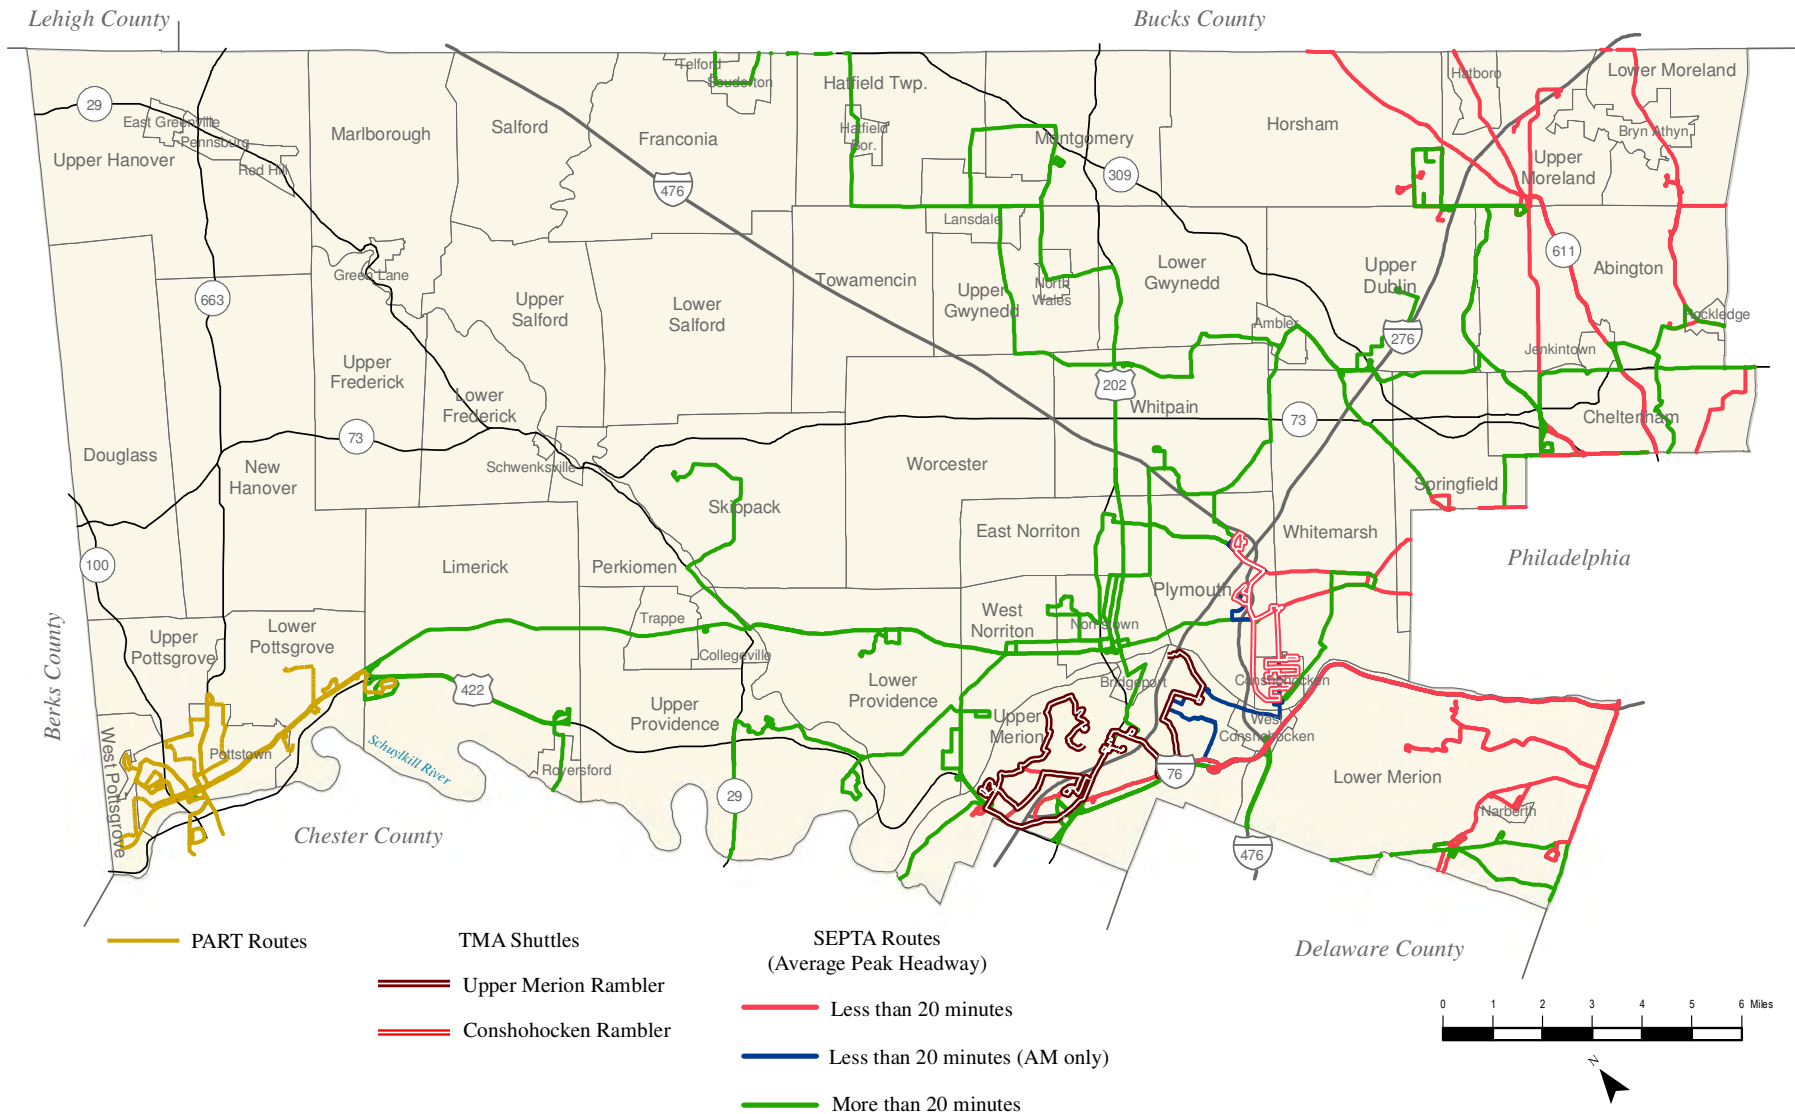 Lehigh County
Bucks County
Telford
Souderton
Hatfield Twp.
Hatboro
Lower Moreland
29
East Greenville
Pennsburg
Upper Hanover
Red Hill
Marlborough
Salford
Franconia
Hatfield
Bor.
Montgomery
Horsham
Bryn Athyn
Upper
Moreland
476
309
Lansdale
Green Lane
663
Upper
Salford
Lower
Salford
Towamencin
Upper
Gwynedd
North
Wales
Lower
Gwynedd
Upper
Dublin
611
Abington
Ambler
276
Rockledge
Jenkintown
Upper
Frederick
Lower
Frederick
202
Whitpain
73
Cheltenham
73
Douglass
New
Hanover
Schwenksville
Worcester
Skippack
Springfield
East Norriton
Whitemarsh
Philadelphia
100
Limerick
Perkiomen
Plymouth
Berks County
Upper
Pottsgrove
Lower
Pottsgrove
Trappe
Collegeville
West
Norriton
Norristown
422
Upper
Providence
Lower
Providence
Bridgeport
Conshohocken
Upper
Merion
West
Conshohocken
West Pottsgrove
Pottstown
Schuylkill River
Royersford
76
Lower Merion
29
Narberth
Chester County
476
Delaware County
PART Routes
TMA Shuttles
Upper Merion Rambler
Conshohocken Rambler
SEPTA Routes
(Average Peak Headway)
Less than 20 minutes
Less than 20 minutes (AM only)
More than 20 minutes
0 1 2 3 4 5 6 Miles
N